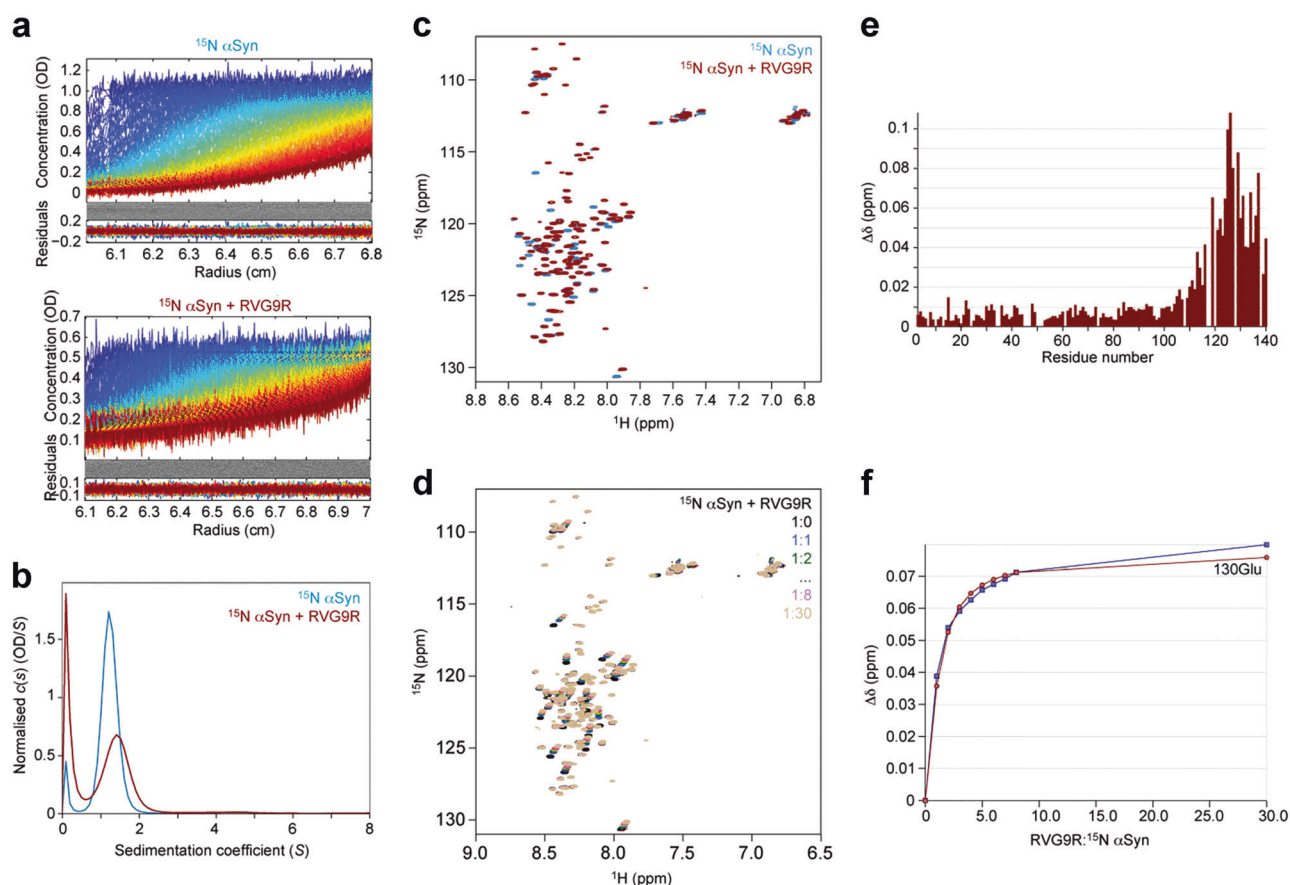 a
¹⁵N αSyn
Concentration (OD)
1.2
1.0
0.8
0.6
0.4
0.2
0
Residuals
0.2
−0.2
6.1 6.2 6.3 6.4 6.5 6.6 6.7 6.8
Radius (cm)
¹⁵N αSyn + RVG9R
Concentration (OD)
0.7
0.6
0.5
0.4
0.3
0.2
0.1
Residuals
0.1
−0.1
6.1 6.2 6.3 6.4 6.5 6.6 6.7 6.8 6.9 7
Radius (cm)
b
¹⁵N αSyn
¹⁵N αSyn + RVG9R
Normalised c(s) (OD/S)
1.5
1
0.5
0
0 2 4 6 8
Sedimentation coefficient (S)
c
¹⁵N αSyn
¹⁵N αSyn + RVG9R
¹⁵N (ppm)
110
115
120
125
130
8.8 8.6 8.4 8.2 8.0 7.8 7.6 7.4 7.2 7.0 6.8
¹H (ppm)
d
¹⁵N αSyn + RVG9R
1:0
1:1
1:2
...
1:8
1:30
¹⁵N (ppm)
110
115
120
125
130
9.0 8.5 8.0 7.5 7.0 6.5
¹H (ppm)
e
Δδ (ppm)
0.1
0.08
0.06
0.04
0.02
0
0 20 40 60 80 100 120 140
Residue number
f
130Glu
Δδ (ppm)
0.07
0.06
0.05
0.04
0.03
0.02
0.01
0
0 5.0 10.0 15.0 20.0 25.0 30.0
RVG9R:¹⁵N αSyn